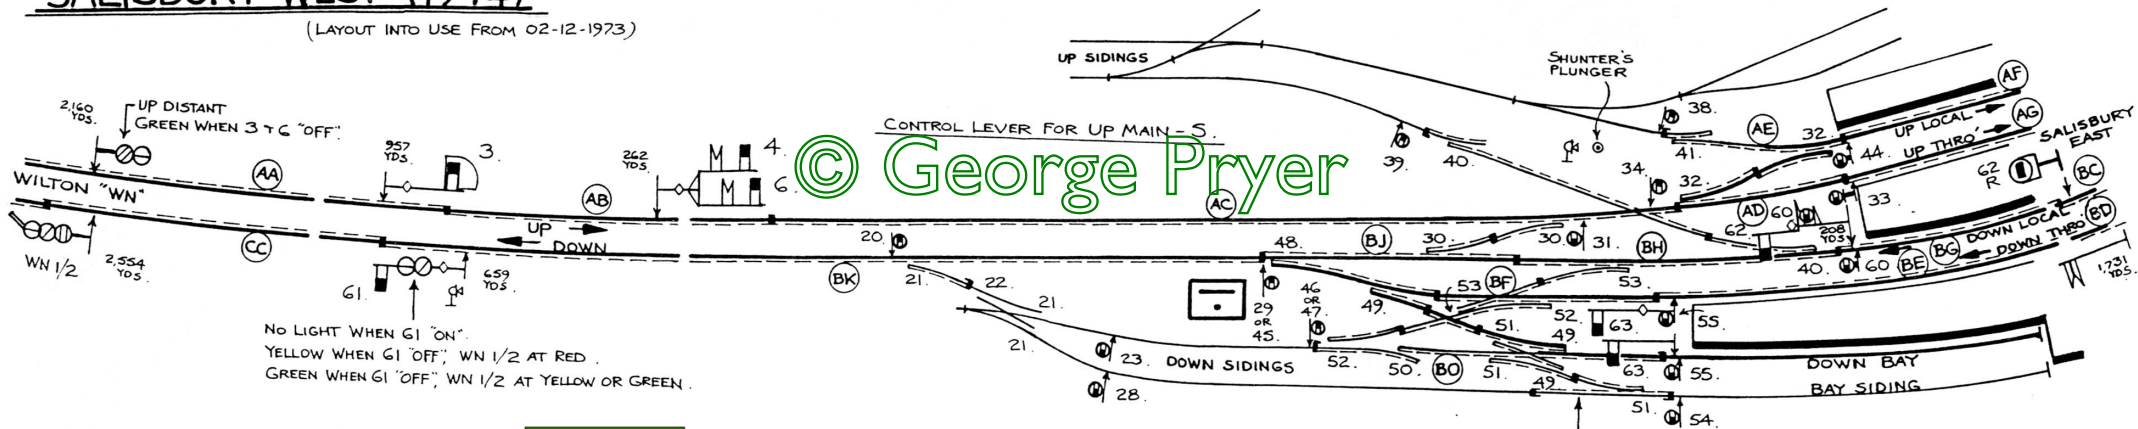 SALISBURY WEST (1974)
(LAYOUT INTO USE FROM 02-12-1973)
UP SIDINGS
SHUNTER'S
PLUNGER
AF
38.
AG
2,160
YDS.
UP DISTANT
GREEN WHEN 3 + 6 "OFF".
CONTROL LEVER FOR UP MAIN - 5.
© George Pryer
AE
32.
UP LOCAL
UP THRO'
SALISBURY
EAST
957
YDS.
3.
262
YDS.
M
4.
M
6.
39.
40.
41.
44.
34.
32.
62
R
BC
WILTON "WN"
AA
AB
AC
AD
60
33.
BD
62.
208
YDS.
DOWN LOCAL
DOWN THRO'
UP
DOWN
20.
48.
BJ
30.
30.
31.
BH
BG
BE
40.
60
1,731
YDS.
WN 1/2
2,554
YDS.
CC
61.
659
YDS.
BK
21.
22.
21.
21.
46
OR
47.
29
OR
45.
49.
53
BF
53.
51.
52.
49.
63.
55.
NO LIGHT WHEN 61 "ON".
YELLOW WHEN 61 "OFF", WN 1/2 AT RED.
GREEN WHEN 61 "OFF", WN 1/2 AT YELLOW OR GREEN.
23.
DOWN SIDINGS
52.
50.
BO
51.
49.
63.
55.
DOWN BAY
BAY SIDING
28.
51.
54.